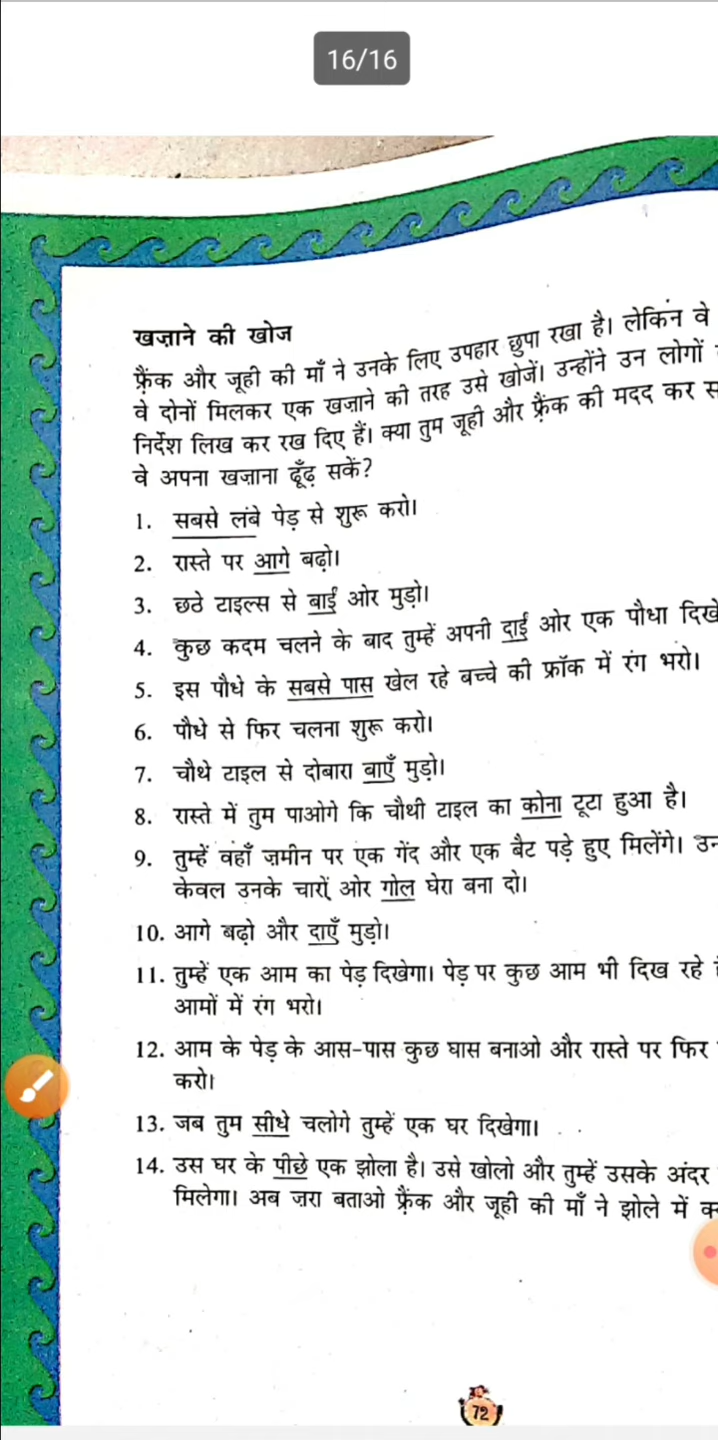 16/16
खज़ाने की खोज
फ्रैंक और जूही की माँ ने उनके लिए उपहार छुपा रखा है। लेकिन वे
वे दोनों मिलकर एक खज़ाने की तरह उसे खोजें। उन्होंने उन लोगों
निर्देश लिख कर रख दिए हैं। क्या तुम जूही और फ्रैंक की मदद कर
वे अपना खज़ाना ढूँढ़ सकें?
1. सबसे लंबे पेड़ से शुरू करो।
2. रास्ते पर आगे बढ़ो।
3. छठे टाइल्स से बाईं ओर मुड़ो।
4. कुछ कदम चलने के बाद तुम्हें अपनी दाईं ओर एक पौधा दिखे
5. इस पौधे के सबसे पास खेल रहे बच्चे की फ्रॉक में रंग भरो।
6. पौधे से फिर चलना शुरू करो।
7. चौथे टाइल से दोबारा बाएँ मुड़ो।
8. रास्ते में तुम पाओगे कि चौथी टाइल का कोना टूटा हुआ है।
9. तुम्हें वहाँ ज़मीन पर एक गेंद और एक बैट पड़े हुए मिलेंगे।
केवल उनके चारों ओर गोल घेरा बना दो।
10. आगे बढ़ो और दाएँ मुड़ो।
11. तुम्हें एक आम का पेड़ दिखेगा। पेड़ पर कुछ आम भी दिख रहे
आमों में रंग भरो।
12. आम के पेड़ के आस-पास कुछ घास बनाओ और रास्ते पर फिर
करो।
13. जब तुम सीधे चलोगे तुम्हें एक घर दिखेगा।
14. उस घर के पीछे एक झोला है। उसे खोलो और तुम्हें उसके अंदर
मिलेगा। अब ज़रा बताओ फ्रैंक और जूही की माँ ने झोले में
72